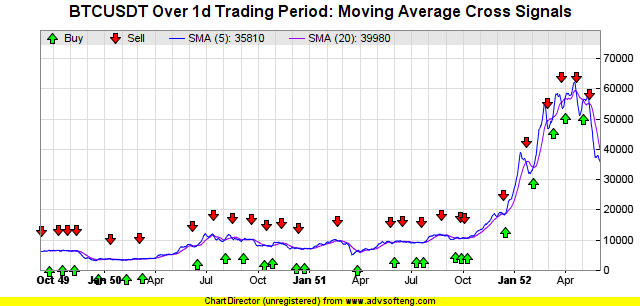 BTCUSDT Over 1d Trading Period: Moving Average Cross Signals
Buy Sell SMA (5): 35810 SMA (20): 39980
70000
60000
50000
40000
30000
20000
10000
0
Oct 49 Jan 50 Apr Jul Oct Jan 51 Apr Jul Oct Jan 52 Apr
ChartDirector (unregistered) from www.advsofteng.com